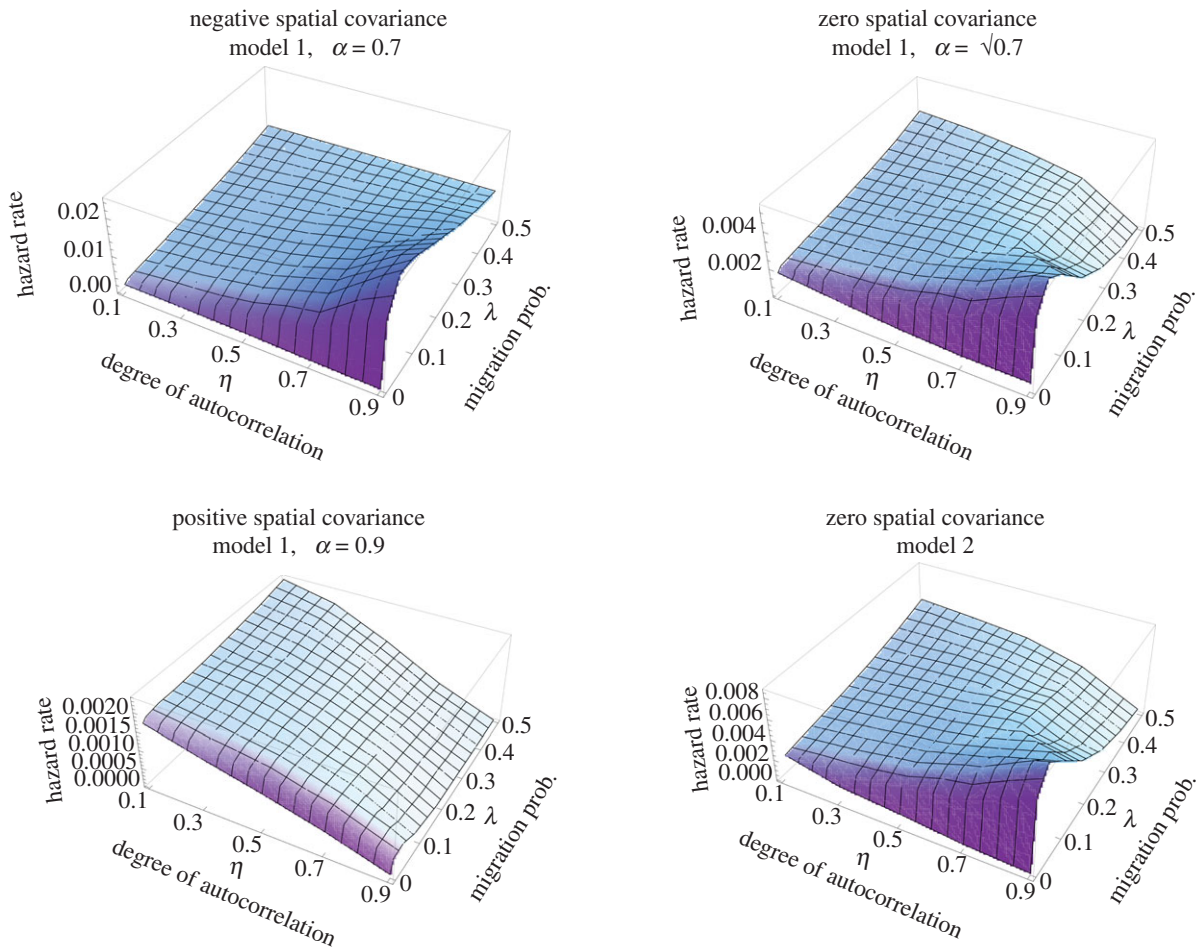 negative spatial covariance
model 1, α = 0.7
hazard rate
0.02
0.01
0.00
0.1
0.3
0.5
0.7
0.9
η
degree of autocorrelation
0
0.1
0.2
0.3
0.4
0.5
λ
migration prob.
zero spatial covariance
model 1, α = √0.7
hazard rate
0.004
0.002
0.1
0.3
0.5
0.7
0.9
η
degree of autocorrelation
0
0.1
0.2
0.3
0.4
0.5
λ
migration prob.
positive spatial covariance
model 1, α = 0.9
hazard rate
0.0020
0.0015
0.0010
0.0005
0.0000
0.1
0.3
0.5
0.7
0.9
η
degree of autocorrelation
0
0.1
0.2
0.3
0.4
0.5
λ
migration prob.
zero spatial covariance
model 2
hazard rate
0.008
0.006
0.004
0.002
0.000
0.1
0.3
0.5
0.7
0.9
η
degree of autocorrelation
0
0.1
0.2
0.3
0.4
0.5
λ
migration prob.